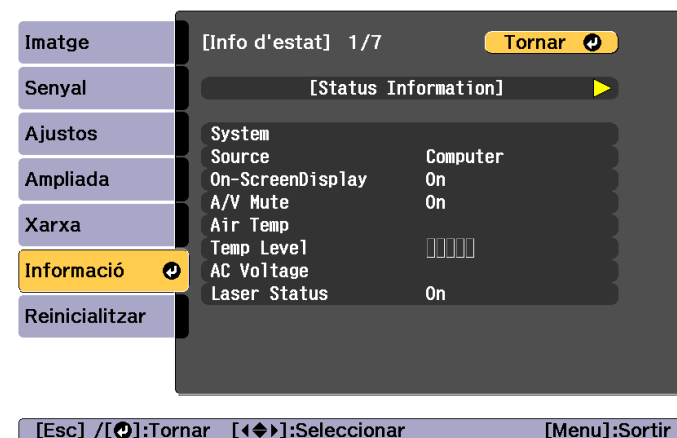 Imatge
Senyal
Ajustos
Ampliada
Xarxa
Informació
Reinicialitzar
[Info d'estat] 1/7 Tornar
[Status Information]
System
Source Computer
On-ScreenDisplay On
A/V Mute On
Air Temp
Temp Level
AC Voltage
Laser Status On
[Esc] /[]:Tornar []:Seleccionar [Menu]:Sortir